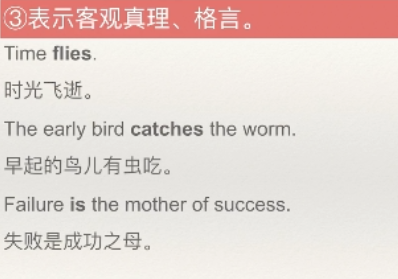 ③表示客观真理、格言。
Time flies.
时光飞逝。
The early bird catches the worm.
早起的鸟儿有虫吃。
Failure is the mother of success.
失败是成功之母。